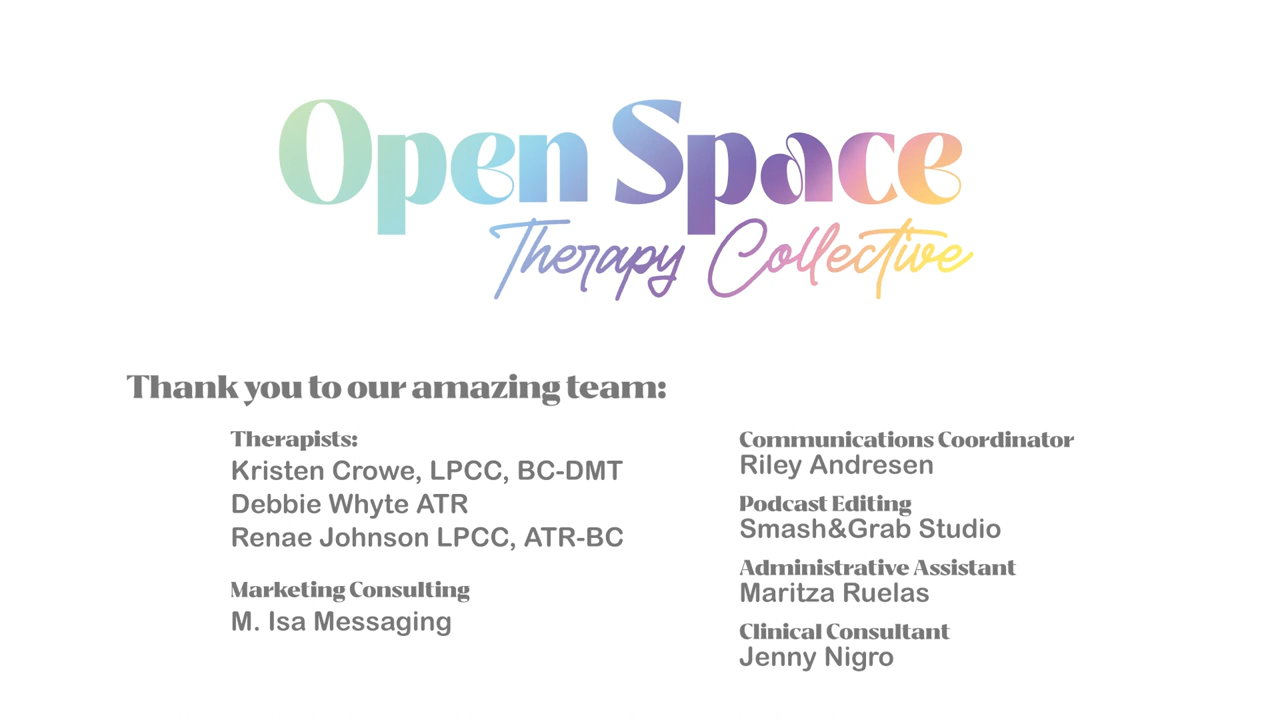 Open Space
Therapy Collective
Thank you to our amazing team:
Therapists:
Kristen Crowe, LPCC, BC-DMT
Debbie Whyte ATR
Renae Johnson LPCC, ATR-BC
Marketing Consulting
M. Isa Messaging
Communications Coordinator
Riley Andresen
Podcast Editing
Smash&Grab Studio
Administrative Assistant
Maritza Ruelas
Clinical Consultant
Jenny Nigro